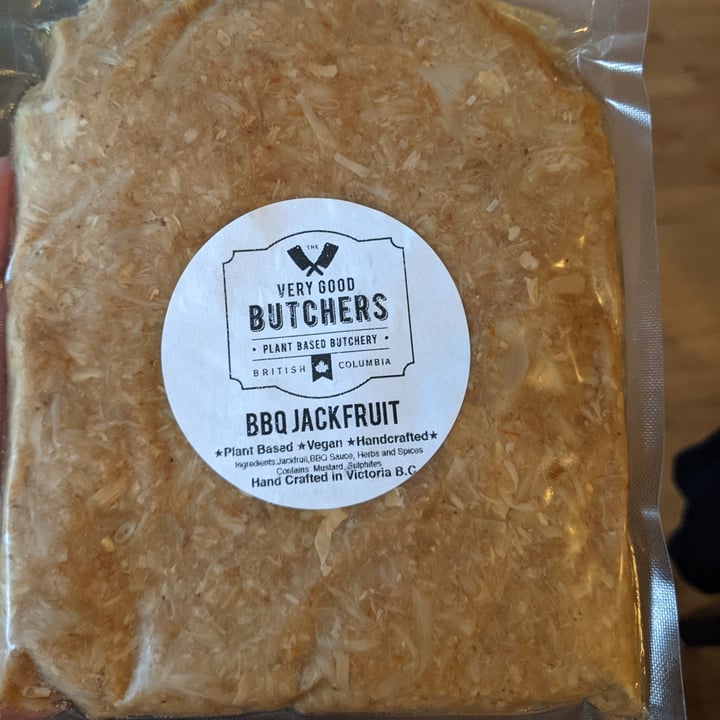 THE
VERY GOOD
BUTCHERS
• PLANT BASED BUTCHERY •
BRITISH COLUMBIA
BBQ JACKFRUIT
★Plant Based ★Vegan ★Handcrafted★
Ingredients:Jackfruit,BBQ Sauce, Herbs and Spices
Contains: Mustard, Sulphites
Hand Crafted in Victoria B.C